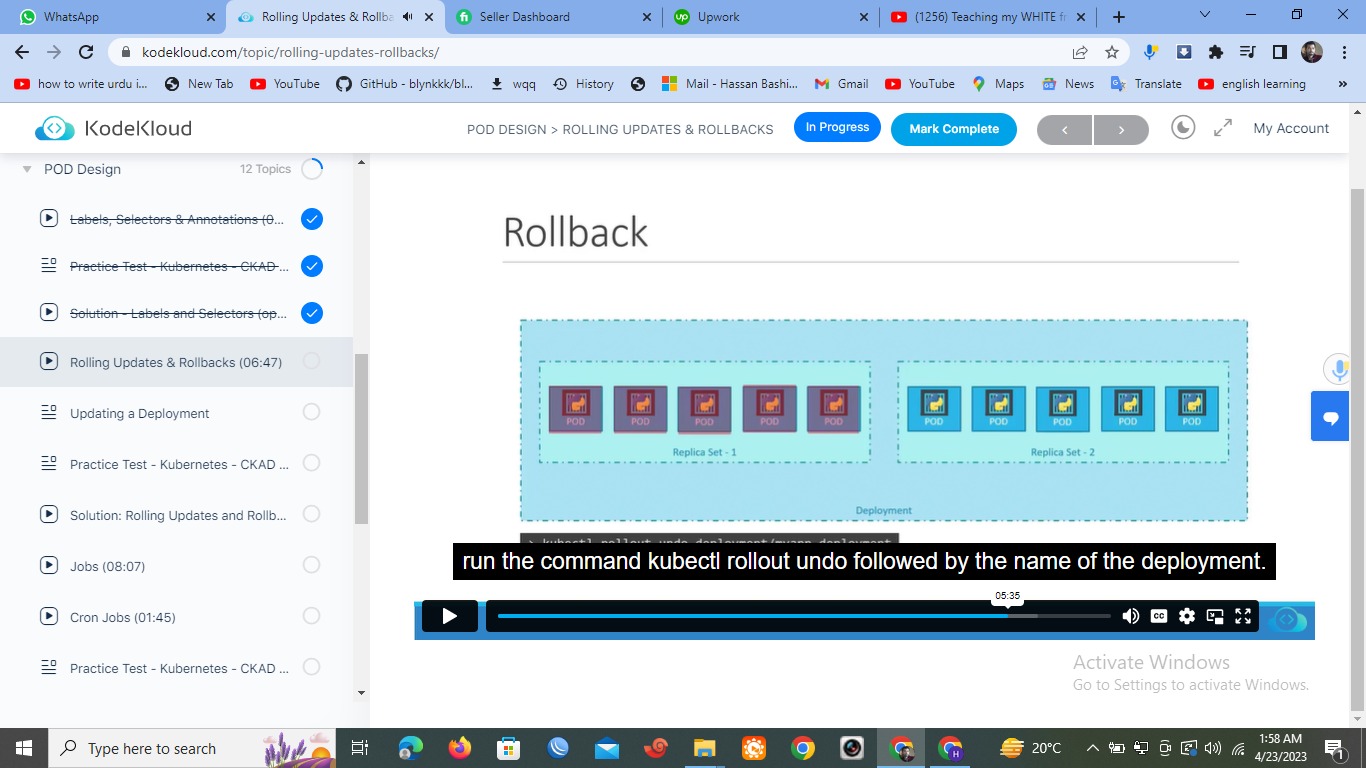 WhatsApp
Rolling Updates & Rollba
Seller Dashboard
Upwork
(1256) Teaching my WHITE fr
kodekloud.com/topic/rolling-updates-rollbacks/
how to write urdu i...
New Tab
YouTube
GitHub - blynkkk/bl...
wqq
History
Mail - Hassan Bashi...
Gmail
YouTube
Maps
News
Translate
english learning
KodeKloud
POD DESIGN > ROLLING UPDATES & ROLLBACKS
In Progress
Mark Complete
My Account
POD Design
12 Topics
Labels, Selectors & Annotations (0...
Practice Test - Kubernetes - CKAD ...
Solution - Labels and Selectors (op...
Rolling Updates & Rollbacks (06:47)
Updating a Deployment
Practice Test - Kubernetes - CKAD ...
Solution: Rolling Updates and Rollb...
Jobs (08:07)
Cron Jobs (01:45)
Practice Test - Kubernetes - CKAD ...
Rollback
POD POD POD POD POD
Replica Set - 1
POD POD POD POD POD
Replica Set - 2
Deployment
> kubectl rollout undo deployment/myapp-deployment
run the command kubectl rollout undo followed by the name of the deployment.
05:35
CC
Activate Windows
Go to Settings to activate Windows.
Type here to search
20°C
1:58 AM
4/23/2023
1